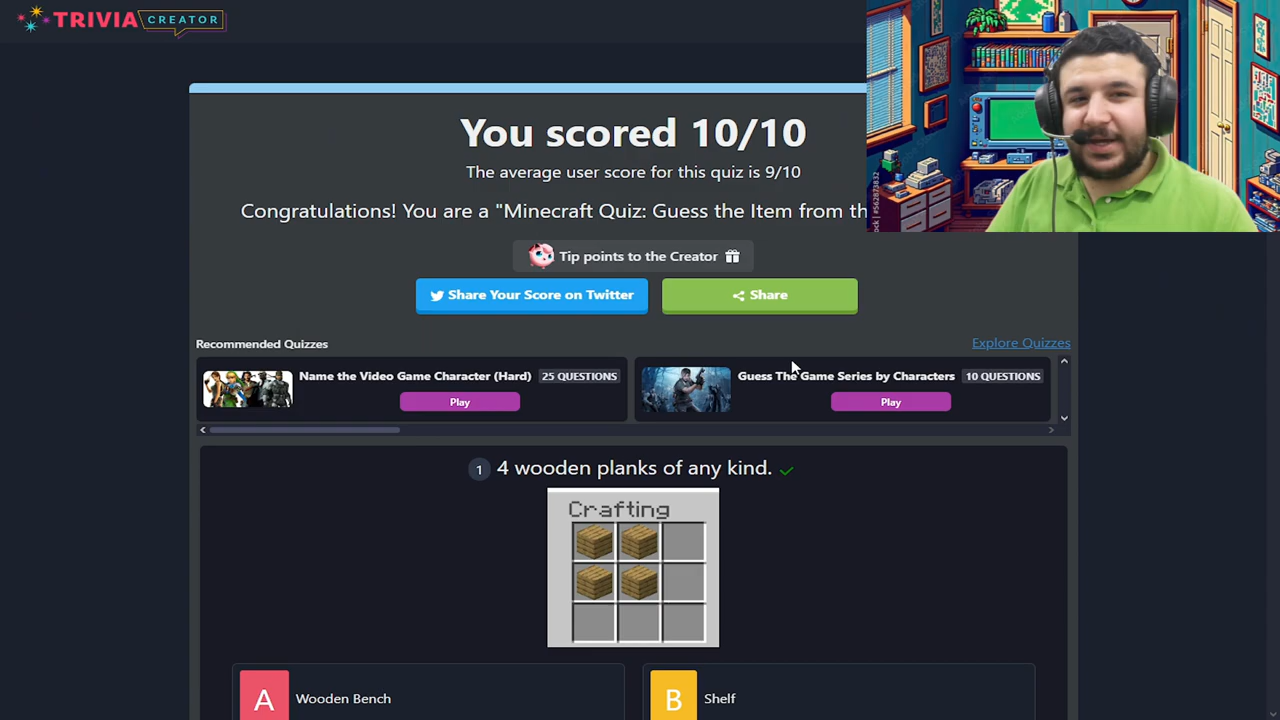 TRIVIA CREATOR
You scored 10/10
The average user score for this quiz is 9/10
Congratulations! You are a "Minecraft Quiz: Guess the Item from th
Tip points to the Creator
Share Your Score on Twitter
Share
Recommended Quizzes
Explore Quizzes
Name the Video Game Character (Hard) 25 QUESTIONS
Play
Guess The Game Series by Characters 10 QUESTIONS
Play
1 4 wooden planks of any kind.
Crafting
A Wooden Bench
B Shelf
ock | #562873832